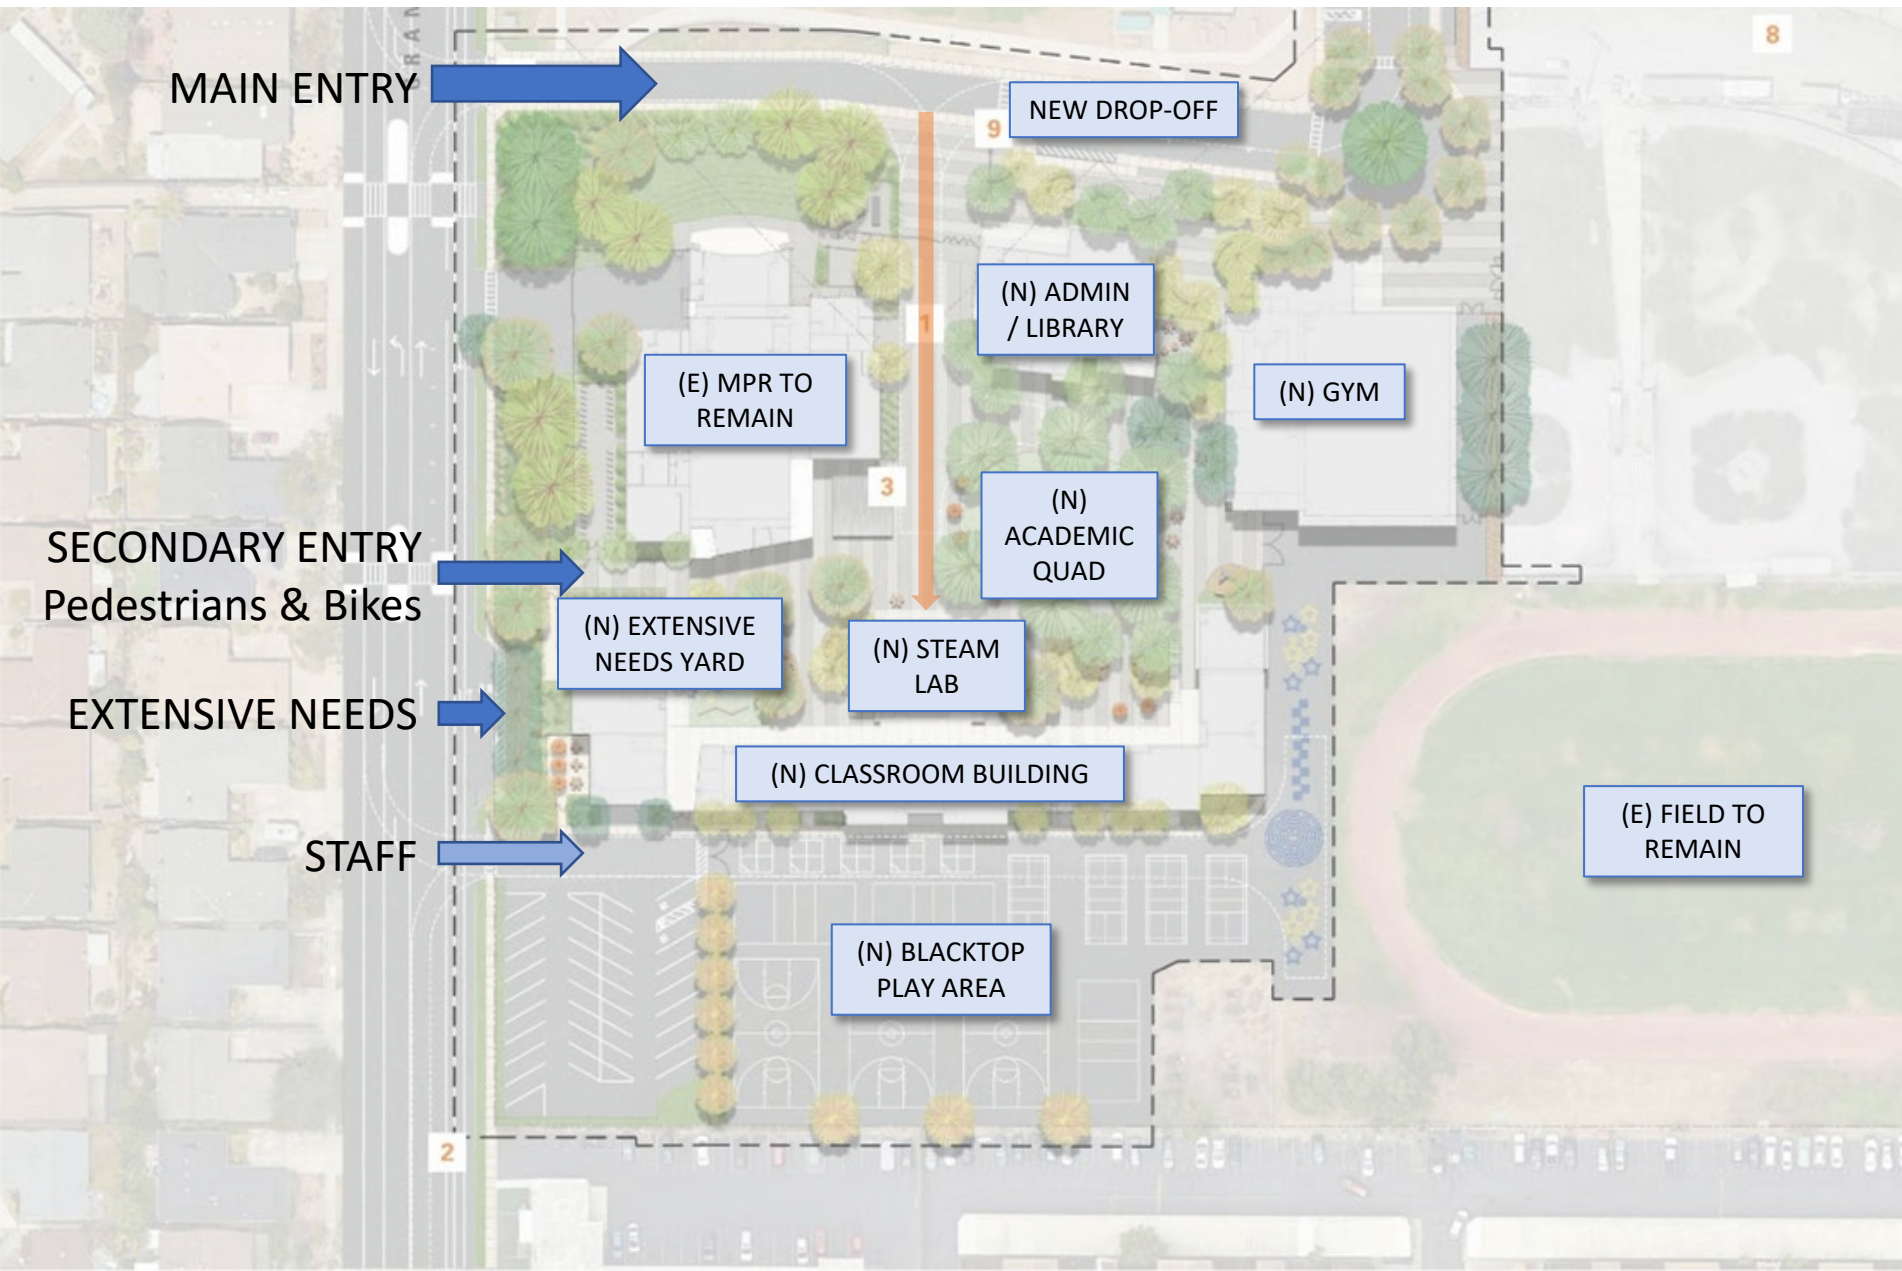 8
MAIN ENTRY
NEW DROP-OFF
9
(N) ADMIN
/ LIBRARY
1
(E) MPR TO
REMAIN
(N) GYM
3
(N)
ACADEMIC
QUAD
SECONDARY ENTRY
Pedestrians & Bikes
(N) EXTENSIVE
NEEDS YARD
(N) STEAM
LAB
EXTENSIVE NEEDS
(N) CLASSROOM BUILDING
(E) FIELD TO
REMAIN
STAFF
(N) BLACKTOP
PLAY AREA
2